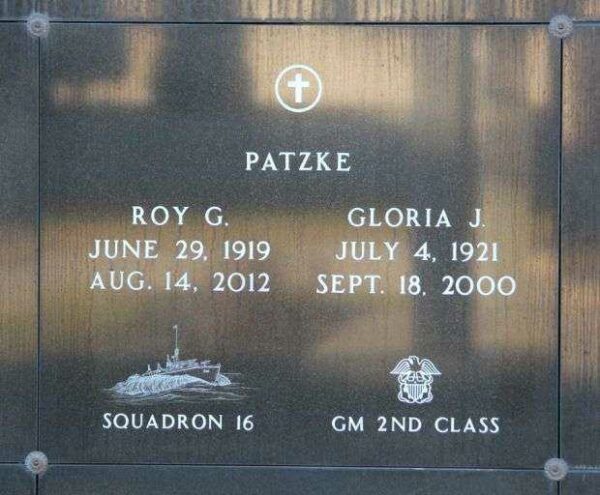 PATZKE
ROY G.
JUNE 29, 1919
AUG. 14, 2012
GLORIA J.
JULY 4, 1921
SEPT. 18, 2000
SQUADRON 16
GM 2ND CLASS